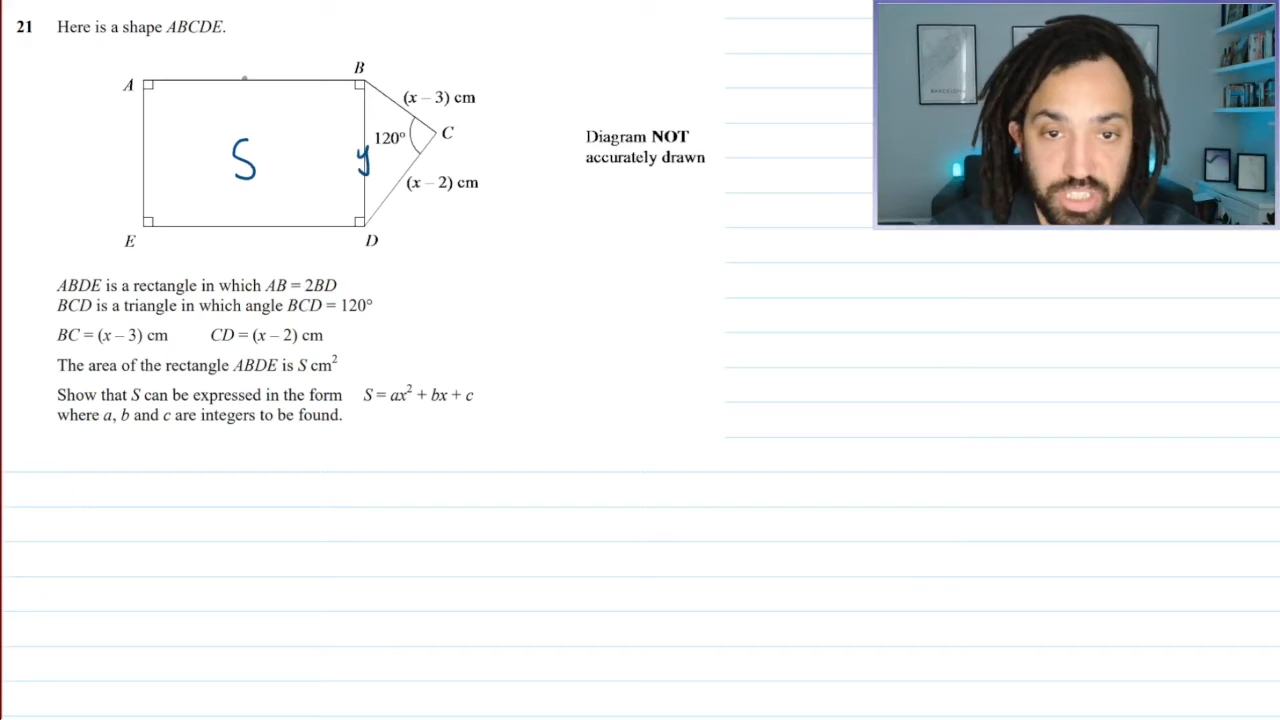 21 Here is a shape ABCDE.
A
B
(x – 3) cm
120°
C
S
y
(x – 2) cm
E
D
Diagram NOT
accurately drawn
ABDE is a rectangle in which AB = 2BD
BCD is a triangle in which angle BCD = 120°
BC = (x – 3) cm CD = (x – 2) cm
The area of the rectangle ABDE is S cm²
Show that S can be expressed in the form S = ax² + bx + c
where a, b and c are integers to be found.
BARCELONA